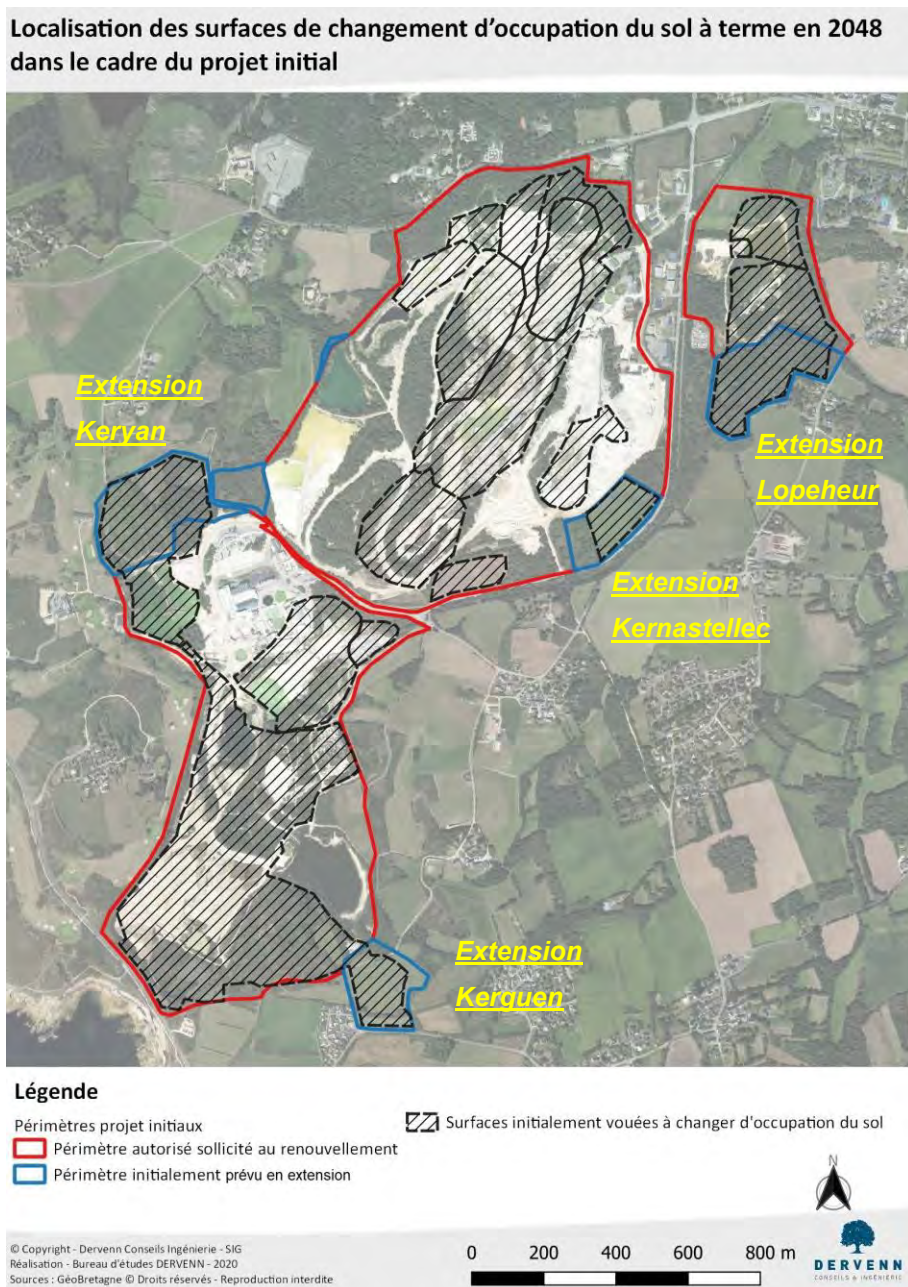 Localisation des surfaces de changement d'occupation du sol à terme en 2048
dans le cadre du projet initial
Extension
Keryan
Extension
Lopeheur
Extension
Kernastellec
Extension
Kerguen
Légende
Périmètres projet initiaux
Périmètre autorisé sollicité au renouvellement
Périmètre initialement prévu en extension
Surfaces initialement vouées à changer d'occupation du sol
N
© Copyright - Dervenn Conseils Ingénierie - SIG
Réalisation - Bureau d'études DERVENN - 2020
Sources : GéoBretagne © Droits réservés - Reproduction interdite
0 200 400 600 800 m
DERVENN
CONSEILS & INGÉNIERIE